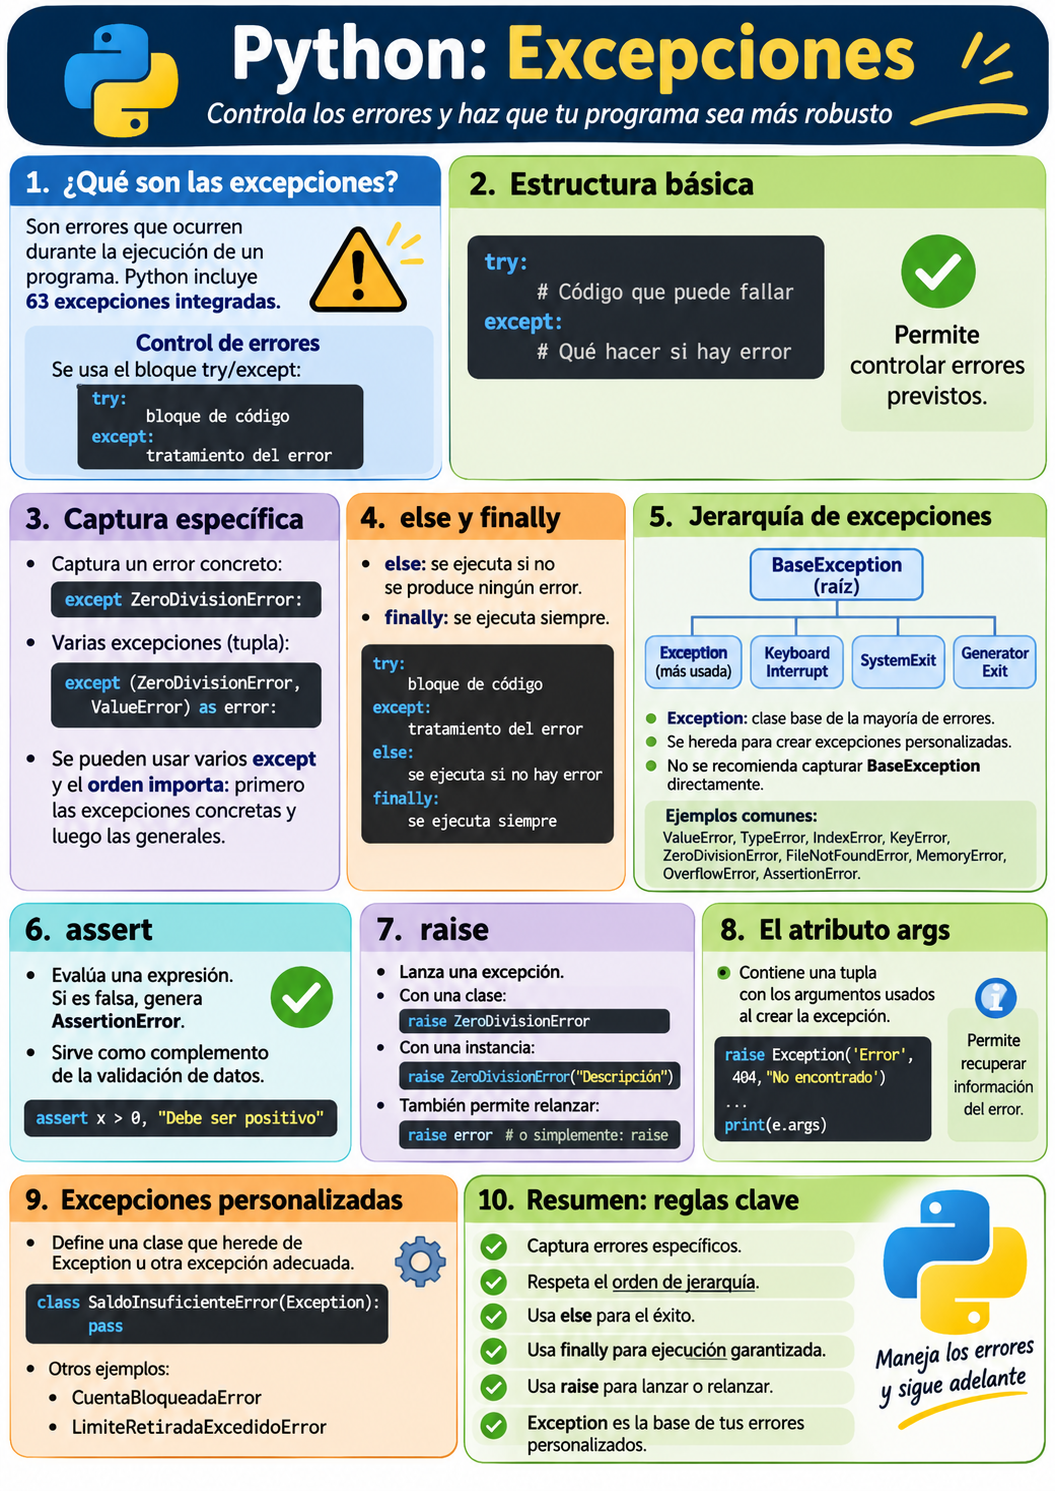 Python: Excepciones
Controla los errores y haz que tu programa sea más robusto
1. ¿Qué son las excepciones?
Son errores que ocurren
durante la ejecución de un
programa. Python incluye
63 excepciones integradas.
Control de errores
Se usa el bloque try/except:
try:
bloque de código
except:
tratamiento del error
2. Estructura básica
try:
# Código que puede fallar
except:
# Qué hacer si hay error
Permite
controlar errores
previstos.
3. Captura específica
• Captura un error concreto:
except ZeroDivisionError:
• Varias excepciones (tupla):
except (ZeroDivisionError,
ValueError) as error:
• Se pueden usar varios except
y el orden importa: primero
las excepciones concretas y
luego las generales.
4. else y finally
• else: se ejecuta si no
se produce ningún error.
• finally: se ejecuta siempre.
try:
bloque de código
except:
tratamiento del error
else:
se ejecuta si no hay error
finally:
se ejecuta siempre
5. Jerarquía de excepciones
BaseException
(raíz)
Exception
(más usada)
Keyboard
Interrupt
SystemExit
Generator
Exit
Exception: clase base de la mayoría de errores.
Se hereda para crear excepciones personalizadas.
No se recomienda capturar BaseException
directamente.
Ejemplos comunes:
ValueError, TypeError, IndexError, KeyError,
ZeroDivisionError, FileNotFoundError, MemoryError,
OverflowError, AssertionError.
6. assert
• Evalúa una expresión.
Si es falsa, genera
AssertionError.
• Sirve como complemento
de la validación de datos.
assert x > 0, "Debe ser positivo"
7. raise
• Lanza una excepción.
• Con una clase:
raise ZeroDivisionError
• Con una instancia:
raise ZeroDivisionError("Descripción")
• También permite relanzar:
raise error # o simplemente: raise
8. El atributo args
• Contiene una tupla
con los argumentos usados
al crear la excepción.
raise Exception('Error',
404,"No encontrado')
...
print(e.args)
i
Permite
recuperar
información
del error.
9. Excepciones personalizadas
• Define una clase que herede de
Exception u otra excepción adecuada.
class SaldoInsuficienteError(Exception):
pass
• Otros ejemplos:
• CuentaBloqueadaError
• LimiteRetiradaExcedidoError
10. Resumen: reglas clave
Captura errores específicos.
Respeta el orden de jerarquía.
Usa else para el éxito.
Usa finally para ejecución garantizada.
Usa raise para lanzar o relanzar.
Exception es la base de tus errores
personalizados.
Maneja los errores
y sigue adelante